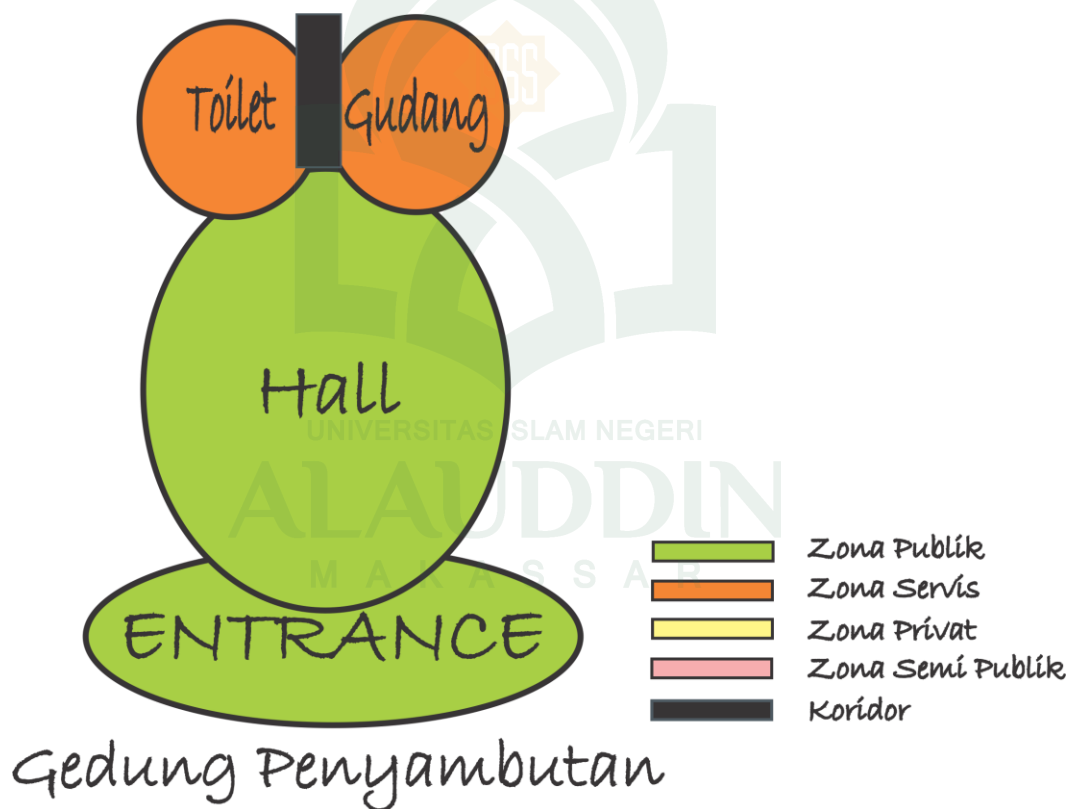 Toilet
Gudang
Hall
UNIVERSITAS ISLAM NEGERI
ALAUDDIN
MAKASSAR
ENTRANCE
Zona Publik
Zona Servis
Zona Privat
Zona Semi Publik
Koridor
Gedung Penyambutan